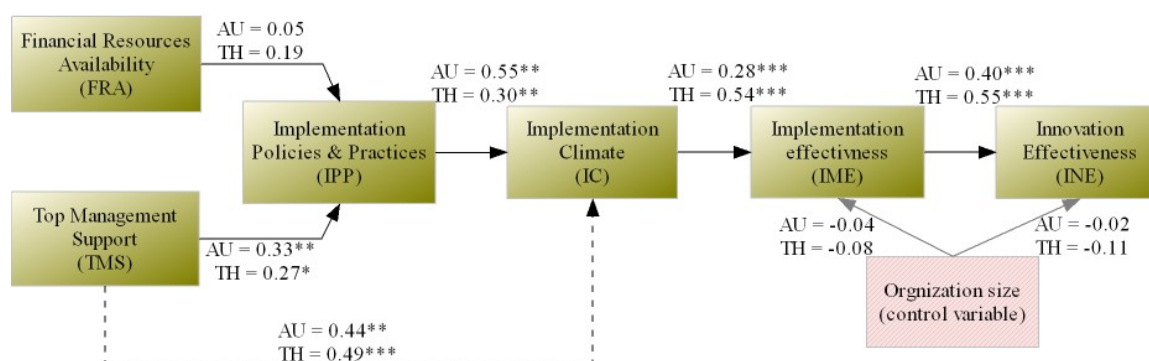 Financial Resources
Availability
(FRA)
AU = 0.05
TH = 0.19
Top Management
Support
(TMS)
AU = 0.33**
TH = 0.27*
Implementation
Policies & Practices
(IPP)
AU = 0.55**
TH = 0.30**
Implementation
Climate
(IC)
AU = 0.28***
TH = 0.54***
Implementation
effectivness
(IME)
AU = 0.40***
TH = 0.55***
Innovation
Effectiveness
(INE)
AU = -0.04
TH = -0.08
AU = -0.02
TH = -0.11
Orgnization size
(control variable)
AU = 0.44**
TH = 0.49***